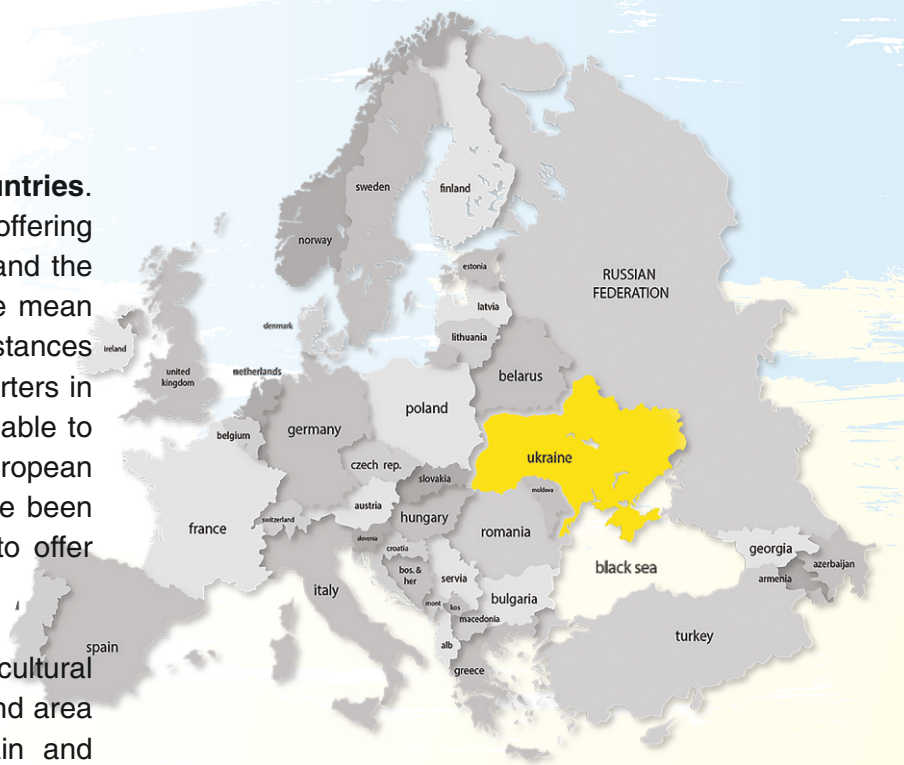 untries.
offering
and the
e mean
stances
rters in
able to
ropean
e been
to offer
cultural
nd area
in and
sweden
finland
norway
RUSSIAN
FEDERATION
estonia
latvia
denmark
lithuania
ireland
united
kingdom
netherlands
belarus
poland
belgium
germany
ukraine
czech rep.
slovakia
moldova
austria
france
switzerland
hungary
romania
slovenia
croatia
georgia
black sea
azerbaijan
armenia
bos. &
her
servia
italy
bulgaria
mont
kos
macedonia
turkey
spain
alb
greece